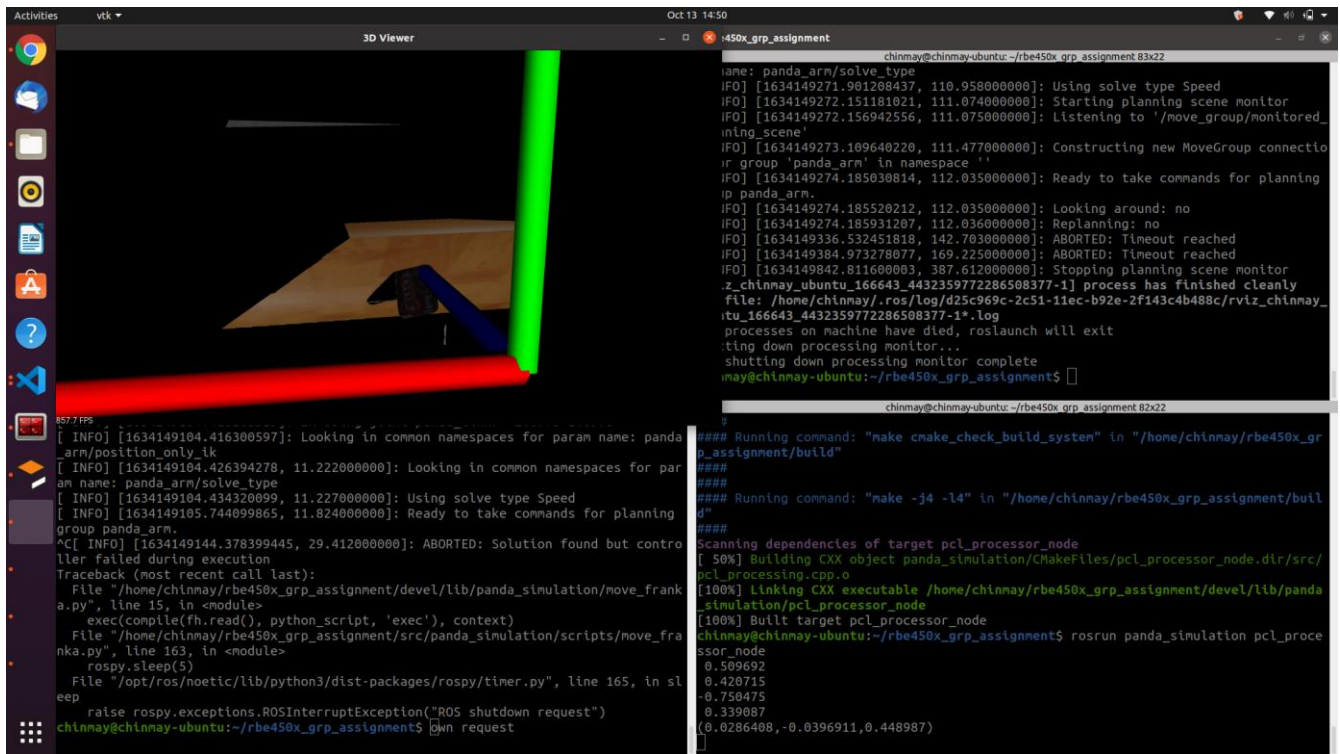 Activities
vtk
Oct 13 14:50
3D Viewer
450x_grp_assignment
857.7 FPS
[ INFO] [1634149104.416300597]: Looking in common namespaces for param name: panda
_arm/position_only_ik
[ INFO] [1634149104.426394278, 11.222000000]: Looking in common namespaces for par
am name: panda_arm/solve_type
[ INFO] [1634149104.434320099, 11.227000000]: Using solve type Speed
[ INFO] [1634149105.744099865, 11.824000000]: Ready to take commands for planning
group panda_arm.
^C[ INFO] [1634149144.378399445, 29.412000000]: ABORTED: Solution found but contro
ller failed during execution
Traceback (most recent call last):
File "/home/chinmay/rbe450x_grp_assignment/devel/lib/panda_simulation/move_frank
a.py", line 15, in <module>
exec(compile(fh.read(), python_script, 'exec'), context)
File "/home/chinmay/rbe450x_grp_assignment/src/panda_simulation/scripts/move_fra
nka.py", line 163, in <module>
rospy.sleep(5)
File "/opt/ros/noetic/lib/python3/dist-packages/rospy/timer.py", line 165, in sl
eep
raise rospy.exceptions.ROSInterruptException("ROS shutdown request")
chinmay@chinmay-ubuntu:~/rbe450x_grp_assignment$ own request
chinmay@chinmay-ubuntu: ~/rbe450x_grp_assignment 83x22
name: panda_arm/solve_type
NFO] [1634149271.901208437, 110.958000000]: Using solve type Speed
NFO] [1634149272.151181021, 111.074000000]: Starting planning scene monitor
NFO] [1634149272.156942556, 111.075000000]: Listening to '/move_group/monitored_
ning_scene'
NFO] [1634149273.109640220, 111.477000000]: Constructing new MoveGroup connectio
or group 'panda_arm' in namespace ''
NFO] [1634149274.185030814, 112.035000000]: Ready to take commands for planning
p panda_arm.
NFO] [1634149274.185520212, 112.035000000]: Looking around: no
NFO] [1634149274.185931207, 112.036000000]: Replanning: no
NFO] [1634149336.532451818, 142.703000000]: ABORTED: Timeout reached
NFO] [1634149384.973278077, 169.225000000]: ABORTED: Timeout reached
NFO] [1634149842.811600003, 387.612000000]: Stopping planning scene monitor
iz_chinmay_ubuntu_166643_4432359772286508377-1] process has finished cleanly
file: /home/chinmay/.ros/log/d25c969c-2c51-11ec-b92e-2f143c4b488c/rviz_chinmay_
tu_166643_4432359772286508377-1*.log
processes on machine have died, roslaunch will exit
ting down processing monitor...
shutting down processing monitor complete
may@chinmay-ubuntu:~/rbe450x_grp_assignment$
chinmay@chinmay-ubuntu: ~/rbe450x_grp_assignment 82x22
#### Running command: "make cmake_check_build_system" in "/home/chinmay/rbe450x_gr
p_assignment/build"
####
####
#### Running command: "make -j4 -l4" in "/home/chinmay/rbe450x_grp_assignment/buil
d"
####
Scanning dependencies of target pcl_processor_node
[ 50%] Building CXX object panda_simulation/CMakeFiles/pcl_processor_node.dir/src/
pcl_processing.cpp.o
[100%] Linking CXX executable /home/chinmay/rbe450x_grp_assignment/devel/lib/panda
_simulation/pcl_processor_node
[100%] Built target pcl_processor_node
chinmay@chinmay-ubuntu:~/rbe450x_grp_assignment$ rosrun panda_simulation pcl_proce
ssor_node
0.509692
0.420715
-0.750475
0.339087
(0.0286408,-0.0396911,0.448987)